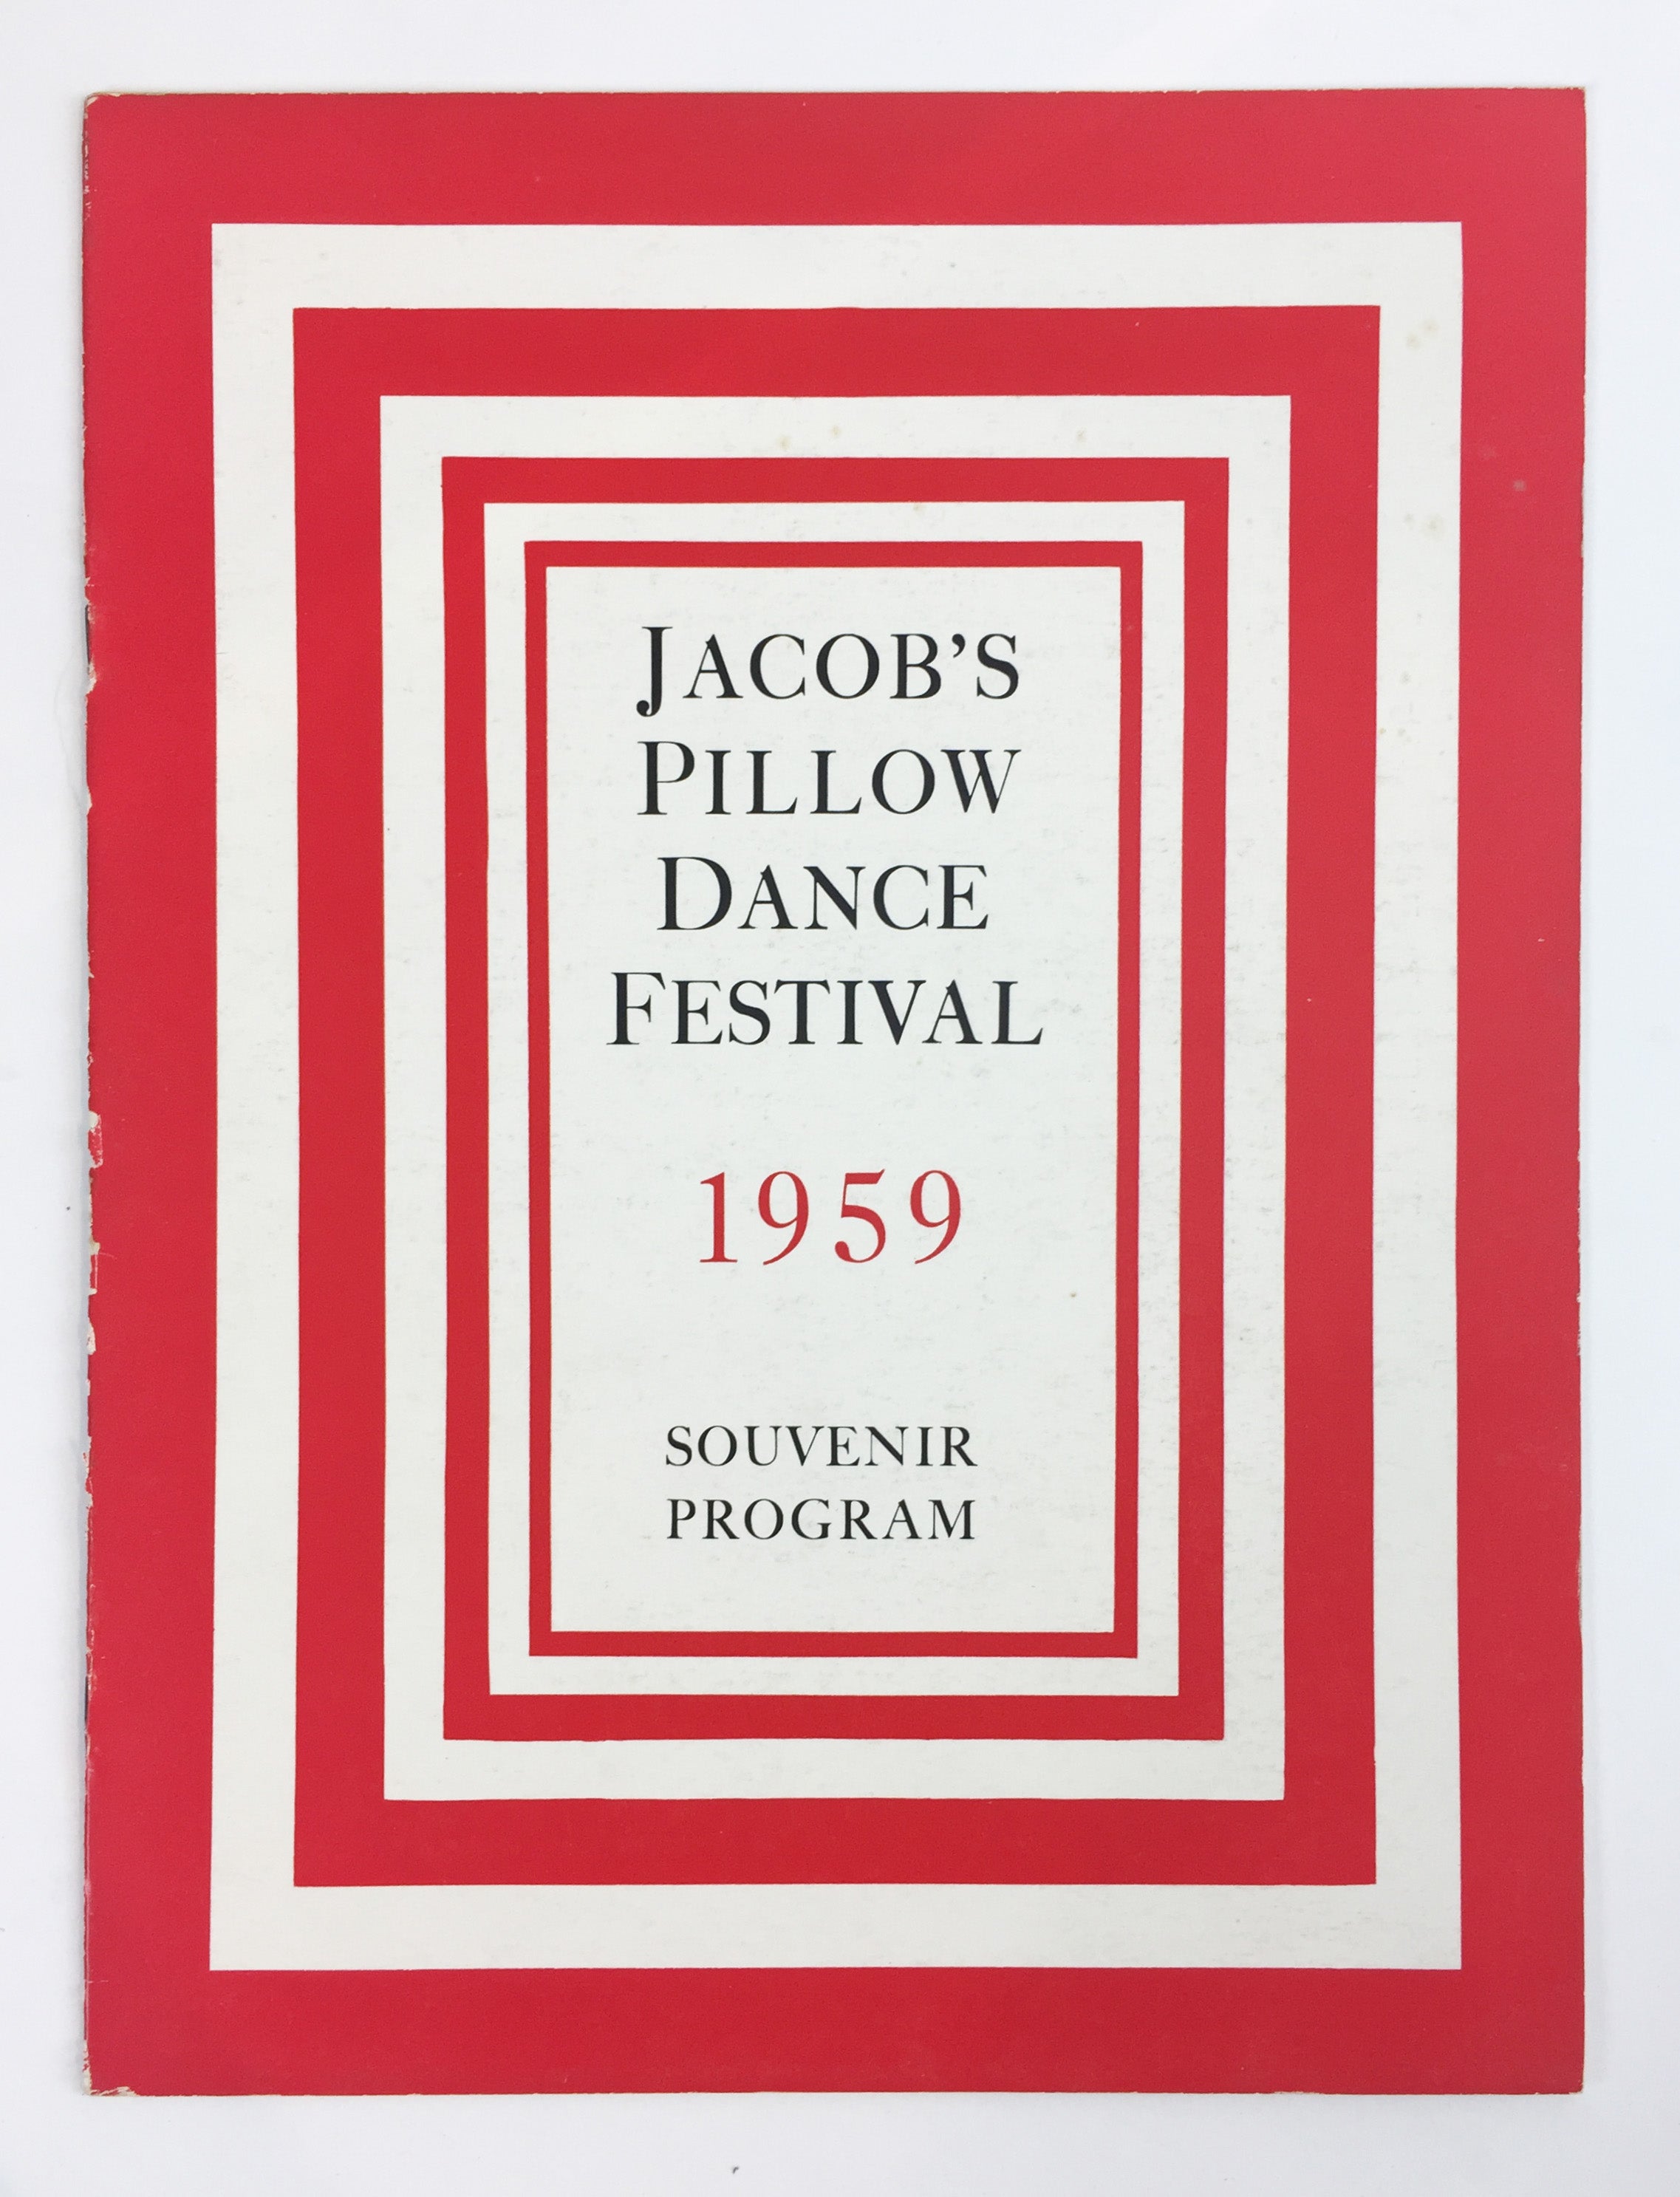 JACOB'S
PILLOW
DANCE
FESTIVAL
1959
SOUVENIR
PROGRAM